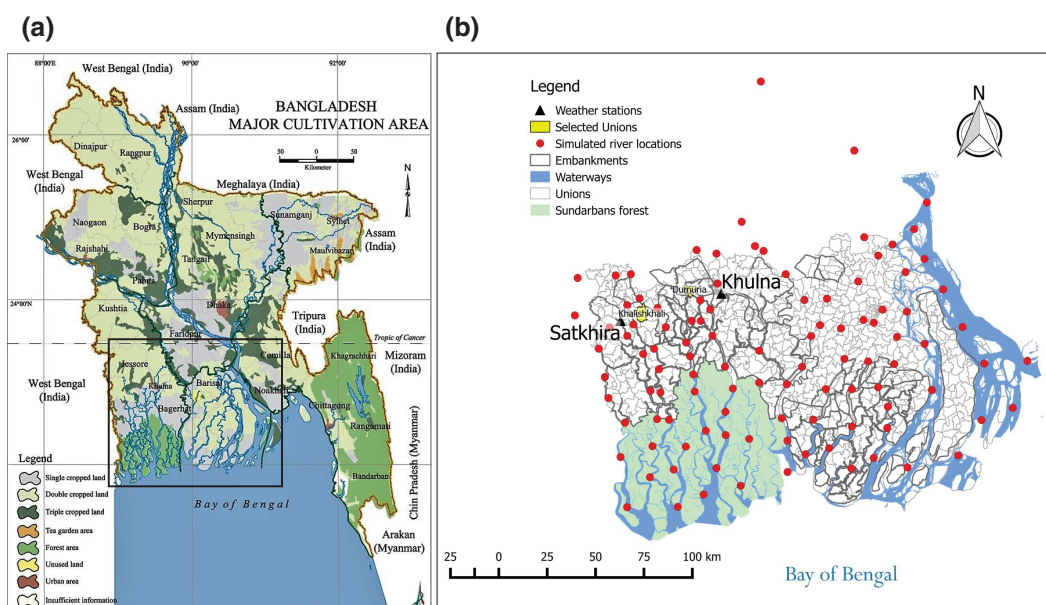 (a)
88°00'E
90°00'
92°00'
West Bengal (India)
Assam (India)
BANGLADESH
MAJOR CULTIVATION AREA
26°00'
50
0
50
Kilometer
N
Dinajpur
Rangpur
West Bengal
(India)
Meghalaya (India)
Sherpur
Sunamganj
Sylhet
Naogaon
Bogra
Mymensingh
Assam
(India)
Maulvibazar
Rajshahi
Tangail
Pabna
24°00'N
Dhaka
Kushtia
Tripura
(India)
Faridpur
Tropic of Cancer
Comilla
Khagrachhari
Mizoram
(India)
Jessore
West Bengal
(India)
Khulna
Barisal
Noakhali
Bagerhat
Chittagong
Rangamati
Bandarban
Chin Pradesh (Myanmar)
Bay of Bengal
Arakan
(Myanmar)
Legend
Single cropped land
Double cropped land
Triple cropped land
Tea garden area
Forest area
Unused land
Urban area
Insufficient information
(b)
Legend
Weather stations
Selected Unions
Simulated river locations
Embankments
Waterways
Unions
Sundarbans forest
N
Dumuria
Khulna
Khalishkhali
Satkhira
25
0
25
50
75
100 km
Bay of Bengal